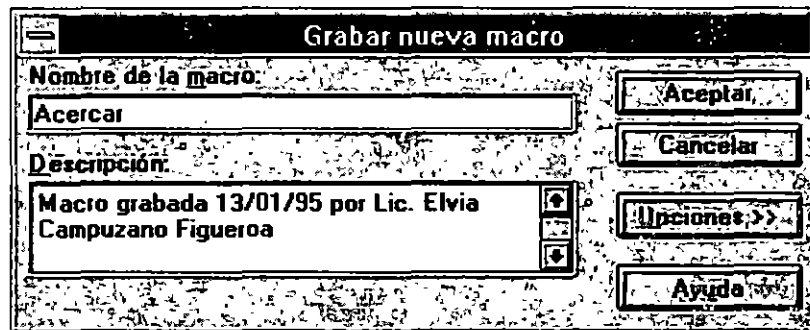 Grabar nueva macro
Nombre de la macro:
Acercar
Descripción:
Macro grabada 13/01/95 por Lic. Elvia
Campuzano Figueroa
Aceptar
Cancelar
Opciones >>
Ayuda